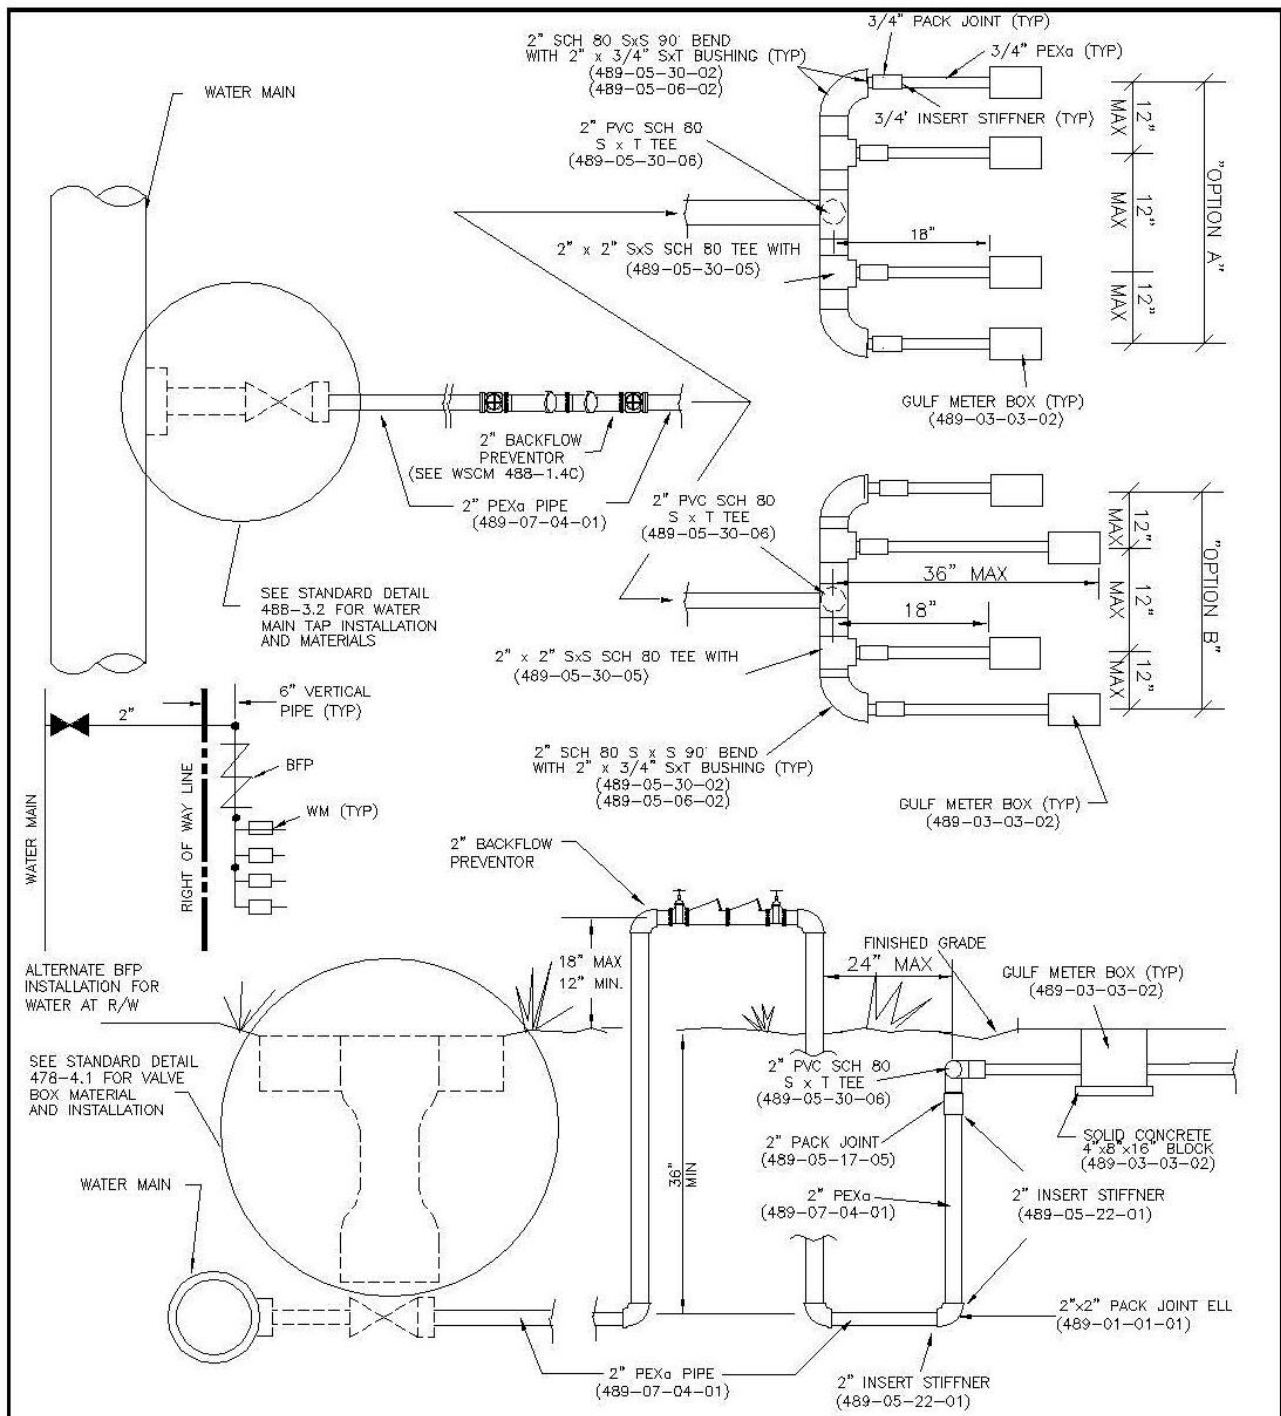 3/4" PACK JOINT (TYP)
2" SCH 80 SxS 90' BEND
WITH 2" x 3/4" SxT BUSHING (TYP)
(489-05-30-02)
(489-05-06-02)
3/4" PEXa (TYP)
3/4' INSERT STIFFNER (TYP)
WATER MAIN
2" PVC SCH 80
S x T TEE
(489-05-30-06)
12"
MAX
12"
MAX
12"
MAX
"OPTION A"
18"
2" x 2" SxS SCH 80 TEE WITH
(489-05-30-05)
GULF METER BOX (TYP)
(489-03-03-02)
2" BACKFLOW
PREVENTOR
(SEE WSCM 488-1.4C)
2" PEXa PIPE
(489-07-04-01)
2" PVC SCH 80
S x T TEE
(489-05-30-06)
12"
MAX
12"
MAX
12"
MAX
"OPTION B"
36" MAX
18"
SEE STANDARD DETAIL
488-3.2 FOR WATER
MAIN TAP INSTALLATION
AND MATERIALS
2" x 2" SxS SCH 80 TEE WITH
(489-05-30-05)
6" VERTICAL
PIPE (TYP)
2"
BFP
WM (TYP)
WATER MAIN
RIGHT OF WAY LINE
2" SCH 80 S x S 90' BEND
WITH 2" x 3/4" SxT BUSHING (TYP)
(489-05-30-02)
(489-05-06-02)
GULF METER BOX (TYP)
(489-03-03-02)
2" BACKFLOW
PREVENTOR
ALTERNATE BFP
INSTALLATION FOR
WATER AT R/W
18" MAX
12" MIN.
FINISHED GRADE
24" MAX
GULF METER BOX (TYP)
(489-03-03-02)
SEE STANDARD DETAIL
478-4.1 FOR VALVE
BOX MATERIAL
AND INSTALLATION
2" PVC SCH 80
S x T TEE
(489-05-30-06)
2" PACK JOINT
(489-05-17-05)
SOLID CONCRETE
4"x8"x16" BLOCK
(489-03-03-02)
36"
MIN
WATER MAIN
2" PEXa
(489-07-04-01)
2" INSERT STIFFNER
(489-05-22-01)
2"x2" PACK JOINT ELL
(489-01-01-01)
2" PEXa PIPE
(489-07-04-01)
2" INSERT STIFFNER
(489-05-22-01)